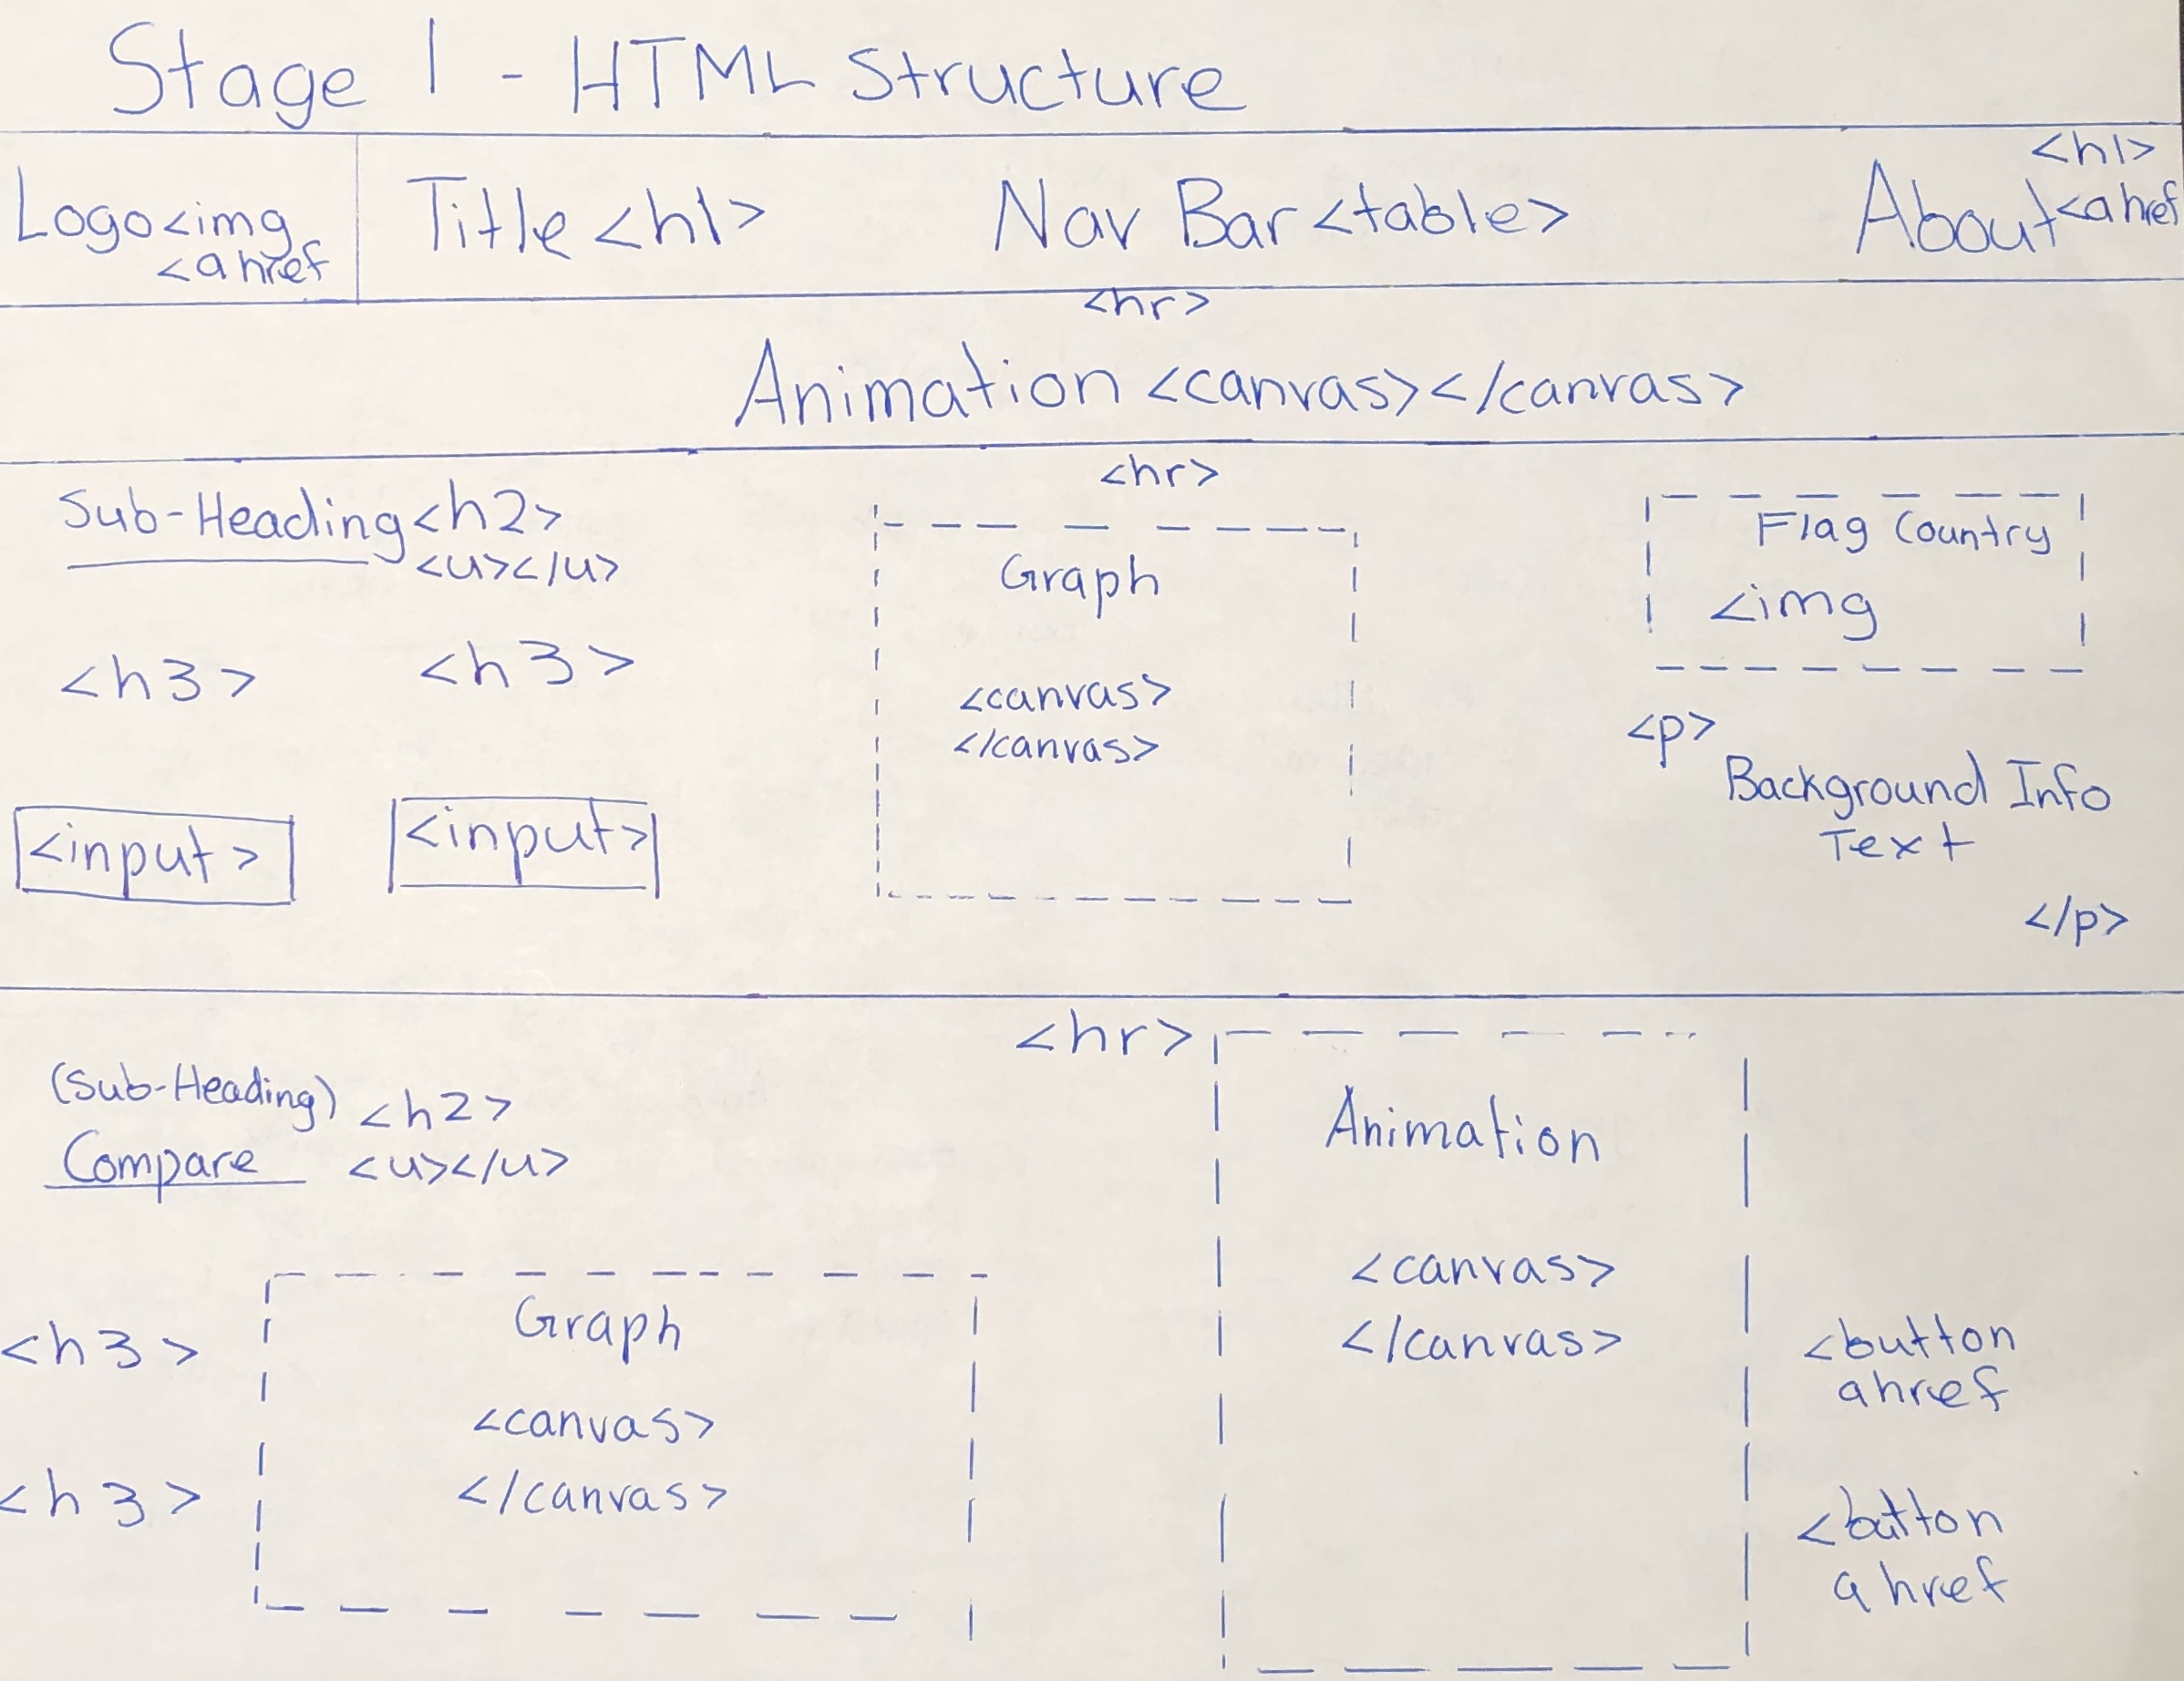 Stage 1 - HTML Structure
Logo <img
<a href
Title <h1>
Nav Bar <table>
<h1>
About <a href
<hr>
Animation <canvas></canvas>
<hr>
Sub-Heading <h2>
<u></u>
<h3>
<h3>
<input>
<input>
Graph
<canvas>
</canvas>
Flag Country
<img
<p>
Background Info
Text
</p>
<hr>
(Sub-Heading) <h2>
Compare <u></u>
<h3>
<h3>
Graph
<canvas>
</canvas>
Animation
<canvas>
</canvas>
<button
a href
<button
a href